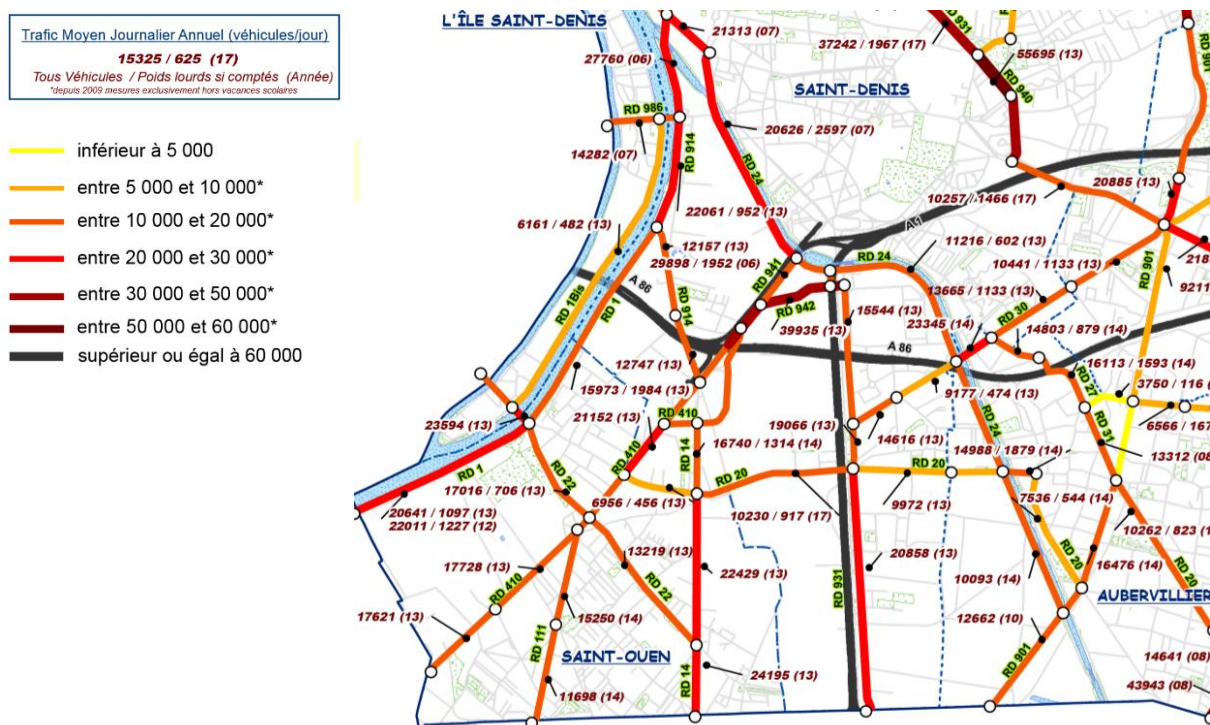 Trafic Moyen Journalier Annuel (véhicules/jour)
15325 / 625 (17)
Tous Véhicules / Poids lourds si comptés (Année)
*depuis 2009 mesures exclusivement hors vacances scolaires
inférieur à 5 000
entre 5 000 et 10 000*
entre 10 000 et 20 000*
entre 20 000 et 30 000*
entre 30 000 et 50 000*
entre 50 000 et 60 000*
supérieur ou égal à 60 000
L'ÎLE SAINT-DENIS
21313 (07)
RD 931
37242 / 1967 (17)
55695 (13)
27760 (06)
SAINT-DENIS
RD 940
RD 901
RD 986
14282 (07)
RD 914
20626 / 2597 (07)
RD 24
20885 (13)
10257 / 1466 (17)
22061 / 952 (13)
6161 / 482 (13)
A 1
12157 (13)
11216 / 602 (13)
29898 / 1952 (06)
RD 941
RD 24
10441 / 1133 (13)
RD 901
A 86
RD 1Bis
RD 1
RD 914
RD 942
13665 / 1133 (13)
RD 30
39935 (13)
15544 (13)
23345 (14)
14803 / 879 (14)
A 86
12747 (13)
16113 / 1593 (14)
15973 / 1984 (13)
RD 27
3750 / 116
9177 / 474 (13)
21152 (13)
RD 410
23594 (13)
19066 (13)
14616 (13)
RD 24
RD 31
6566 / 167
RD 14
16740 / 1314 (14)
14988 / 1879 (14)
13312 (08
RD 1
RD 410
RD 22
RD 20
RD 20
17016 / 706 (13)
6956 / 456 (13)
9972 (13)
7536 / 544 (14)
20641 / 1097 (13)
22011 / 1227 (12)
10230 / 917 (17)
10262 / 823
13219 (13)
20858 (13)
16476 (14)
17728 (13)
22429 (13)
RD 931
10093 (14)
RD 20
RD 20
RD 410
RD 22
AUBERVILLIER
17621 (13)
15250 (14)
12662 (10)
RD 111
SAINT-OUEN
RD 14
24195 (13)
RD 901
14641 (08)
11698 (14)
43943 (08)